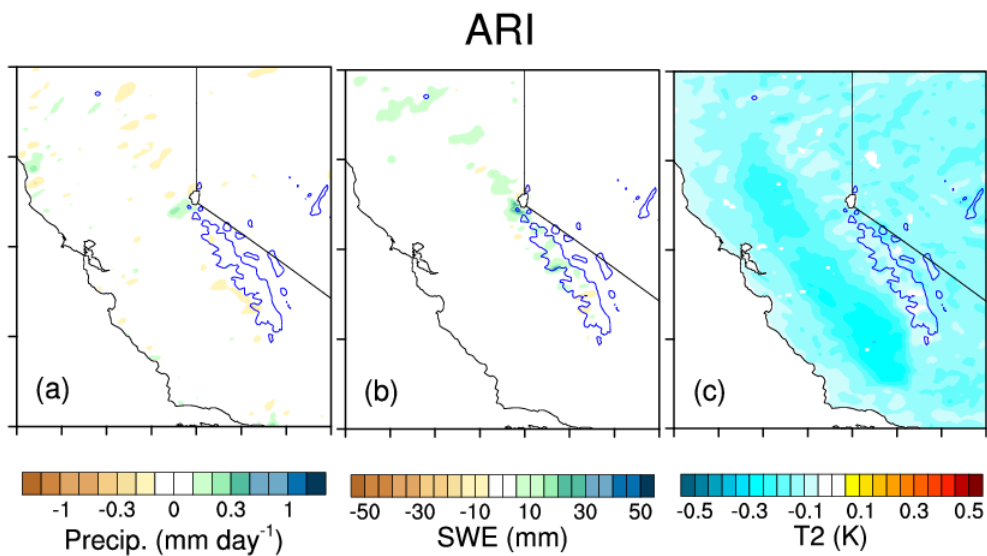 ARI
(a) (b) (c)
-1 -0.3 0 0.3 1
Precip. (mm day-1)
-50 -30 -10 10 30 50
SWE (mm)
-0.5 -0.3 -0.1 0.1 0.3 0.5
T2 (K)